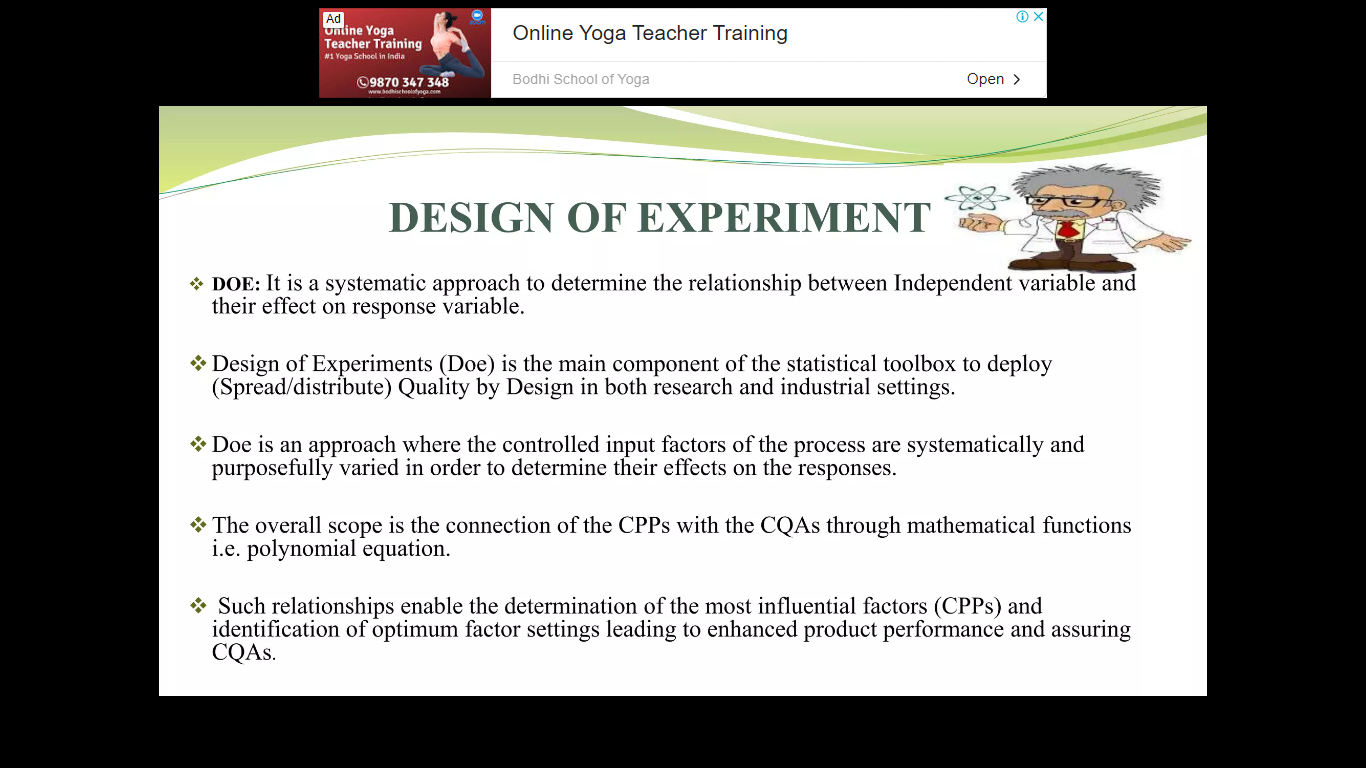 Ad
Online Yoga
Teacher Training
#1 Yoga School in India
9870 347 348
www.bodhischoolofyoga.com
Online Yoga Teacher Training
Bodhi School of Yoga
Open
DESIGN OF EXPERIMENT
❖ DOE: It is a systematic approach to determine the relationship between Independent variable and
their effect on response variable.
❖ Design of Experiments (Doe) is the main component of the statistical toolbox to deploy
(Spread/distribute) Quality by Design in both research and industrial settings.
❖ Doe is an approach where the controlled input factors of the process are systematically and
purposefully varied in order to determine their effects on the responses.
❖ The overall scope is the connection of the CPPs with the CQAs through mathematical functions
i.e. polynomial equation.
❖ Such relationships enable the determination of the most influential factors (CPPs) and
identification of optimum factor settings leading to enhanced product performance and assuring
CQAs.